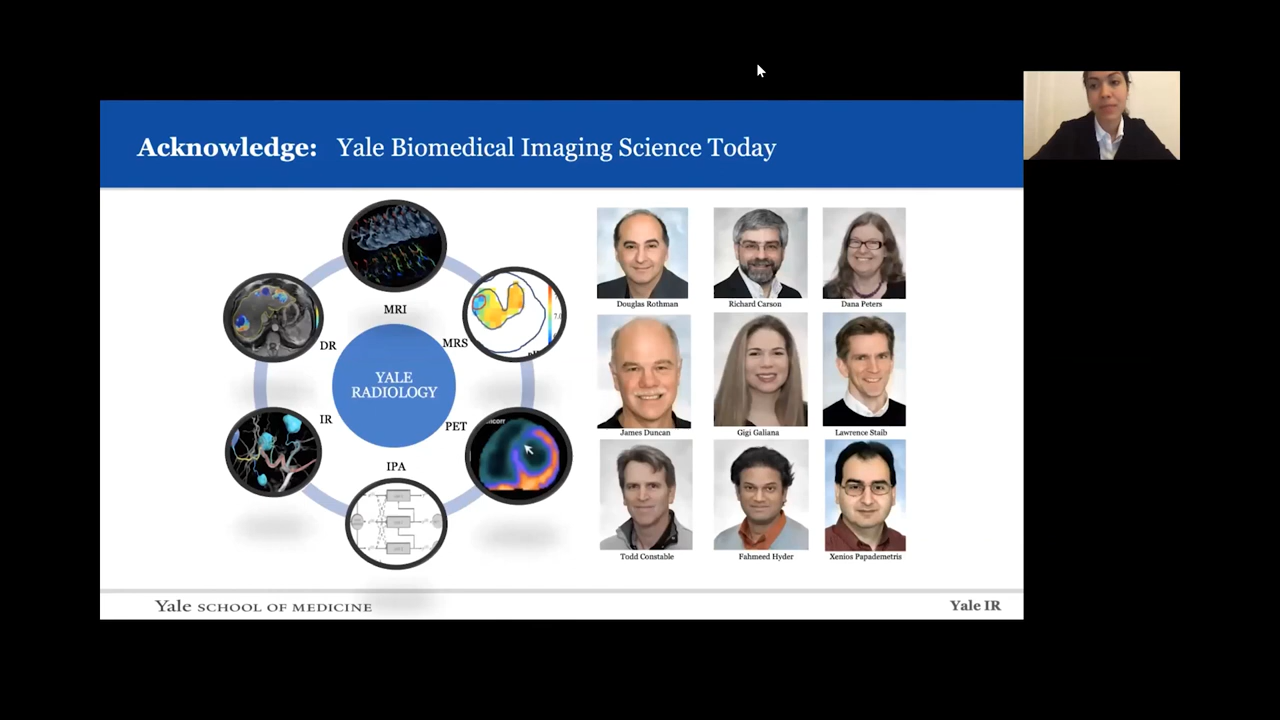 Acknowledge: Yale Biomedical Imaging Science Today
MRI
DR
MRS
YALE
RADIOLOGY
IR
PET
IPA
Douglas Rothman
Richard Carson
Dana Peters
James Duncan
Gigi Galiana
Lawrence Staib
Todd Constable
Fahmeed Hyder
Xenios Papademetris
Yale SCHOOL OF MEDICINE
Yale IR